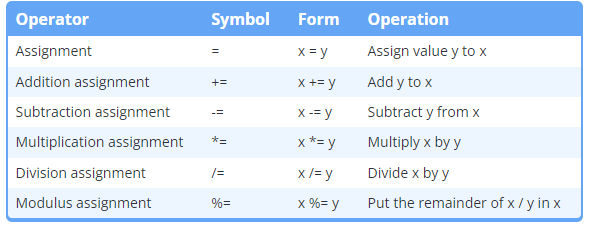 Operator Symbol Form Operation
Assignment = x = y Assign value y to x
Addition assignment += x += y Add y to x
Subtraction assignment -= x -= y Subtract y from x
Multiplication assignment *= x *= y Multiply x by y
Division assignment /= x /= y Divide x by y
Modulus assignment %= x %= y Put the remainder of x / y in x